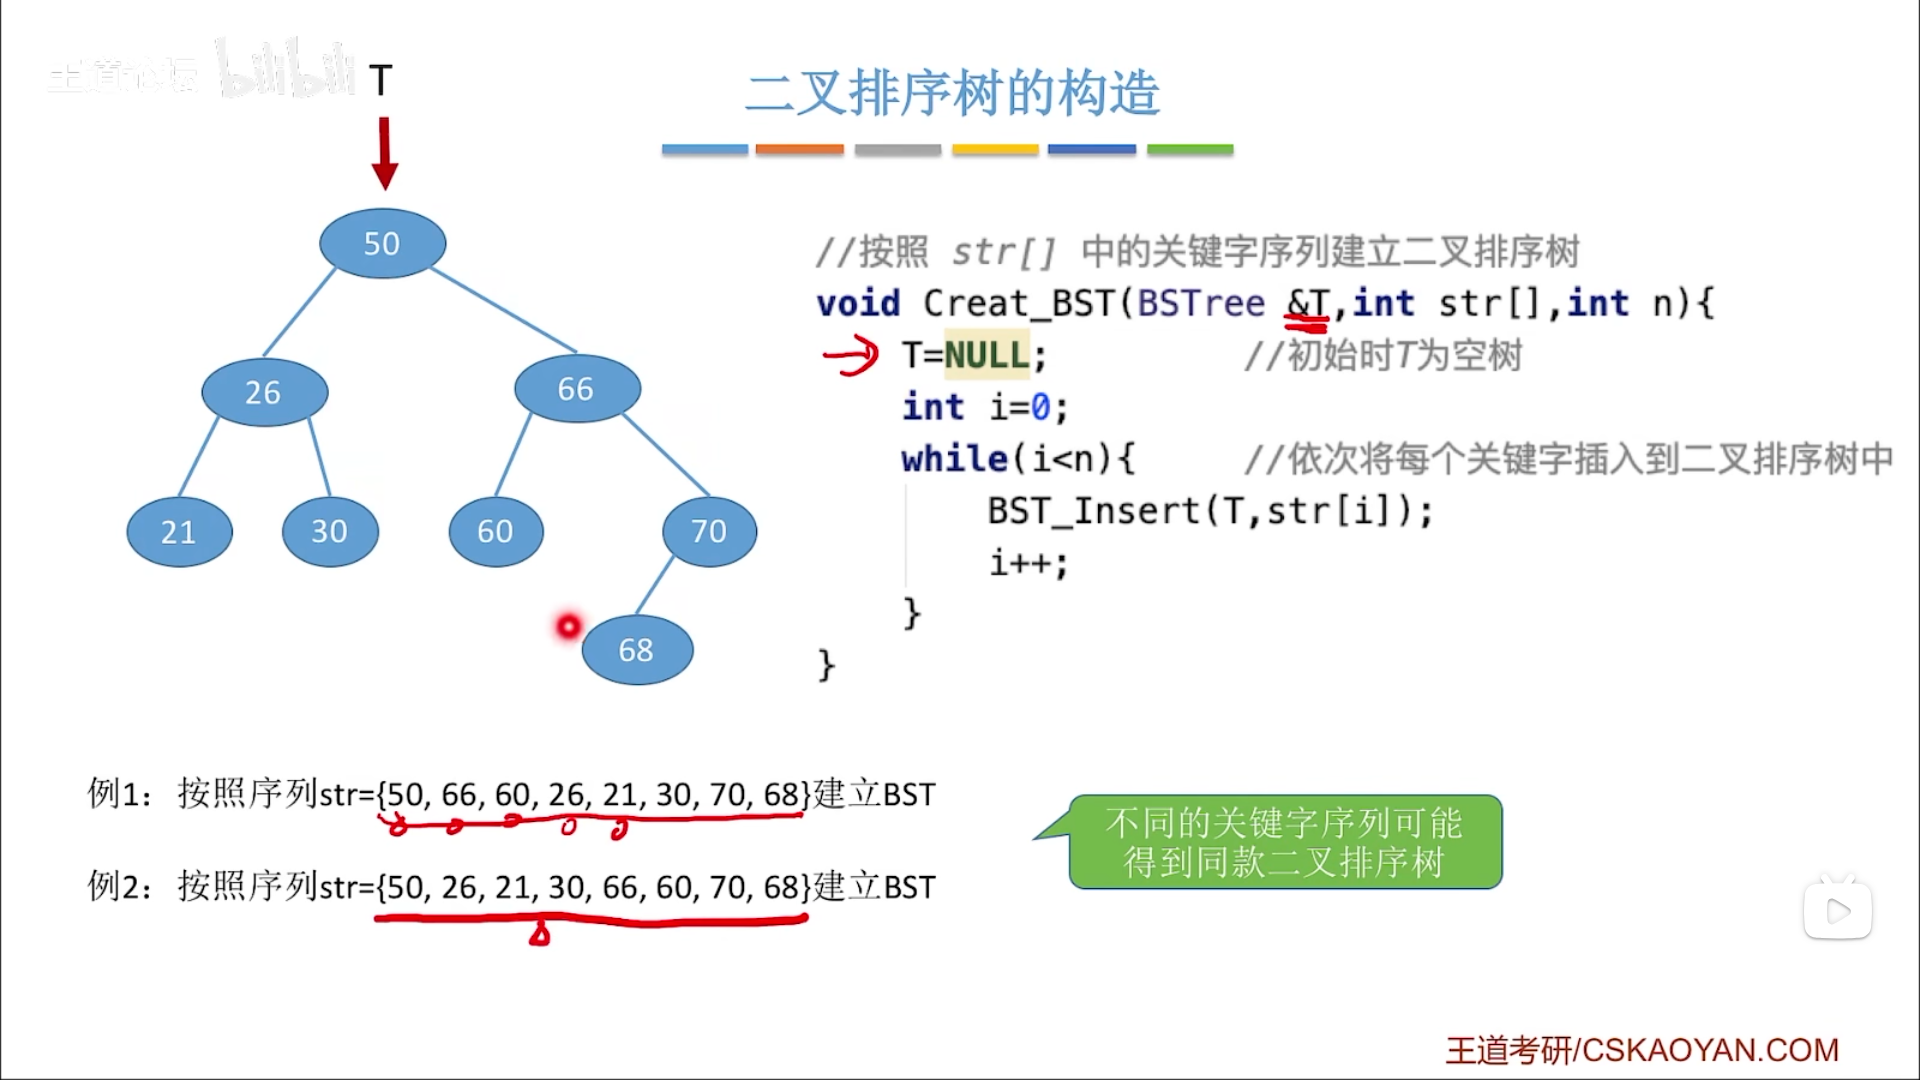 王道论坛 bilibili
T
二叉排序树的构造
50
26
66
21
30
60
70
68
//按照 str[] 中的关键字序列建立二叉排序树
void Creat_BST(BSTree &T,int str[],int n){
T=NULL; //初始时T为空树
int i=0;
while(i<n){ //依次将每个关键字插入到二叉排序树中
BST_Insert(T,str[i]);
i++;
}
}
例1：按照序列str={50, 66, 60, 26, 21, 30, 70, 68}建立BST
例2：按照序列str={50, 26, 21, 30, 66, 60, 70, 68}建立BST
不同的关键字序列可能
得到同款二叉排序树
王道考研/CSKAOYAN.COM